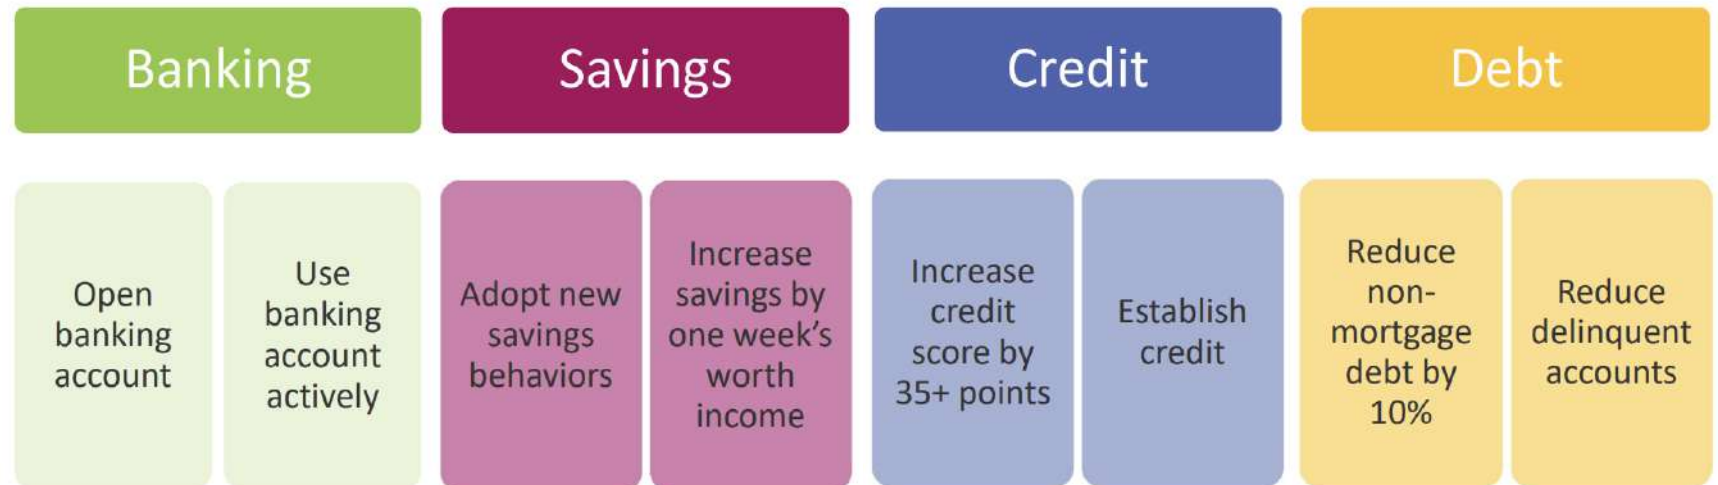 Banking
Savings
Credit
Debt
Open
banking
account
Use
banking
account
actively
Adopt new
savings
behaviors
Increase
savings by
one week’s
worth
income
Increase
credit
score by
35+ points
Establish
credit
Reduce
non-
mortgage
debt by
10%
Reduce
delinquent
accounts